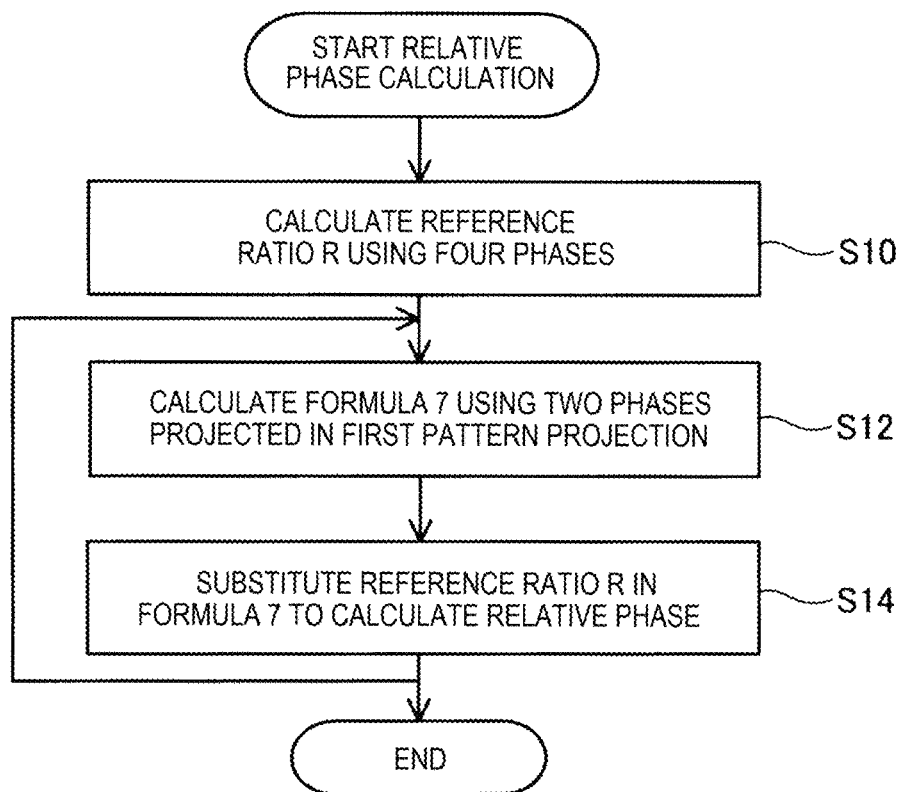 START RELATIVE
PHASE CALCULATION
CALCULATE REFERENCE
RATIO R USING FOUR PHASES
S10
CALCULATE FORMULA 7 USING TWO PHASES
PROJECTED IN FIRST PATTERN PROJECTION
S12
SUBSTITUTE REFERENCE RATIO R IN
FORMULA 7 TO CALCULATE RELATIVE PHASE
S14
END